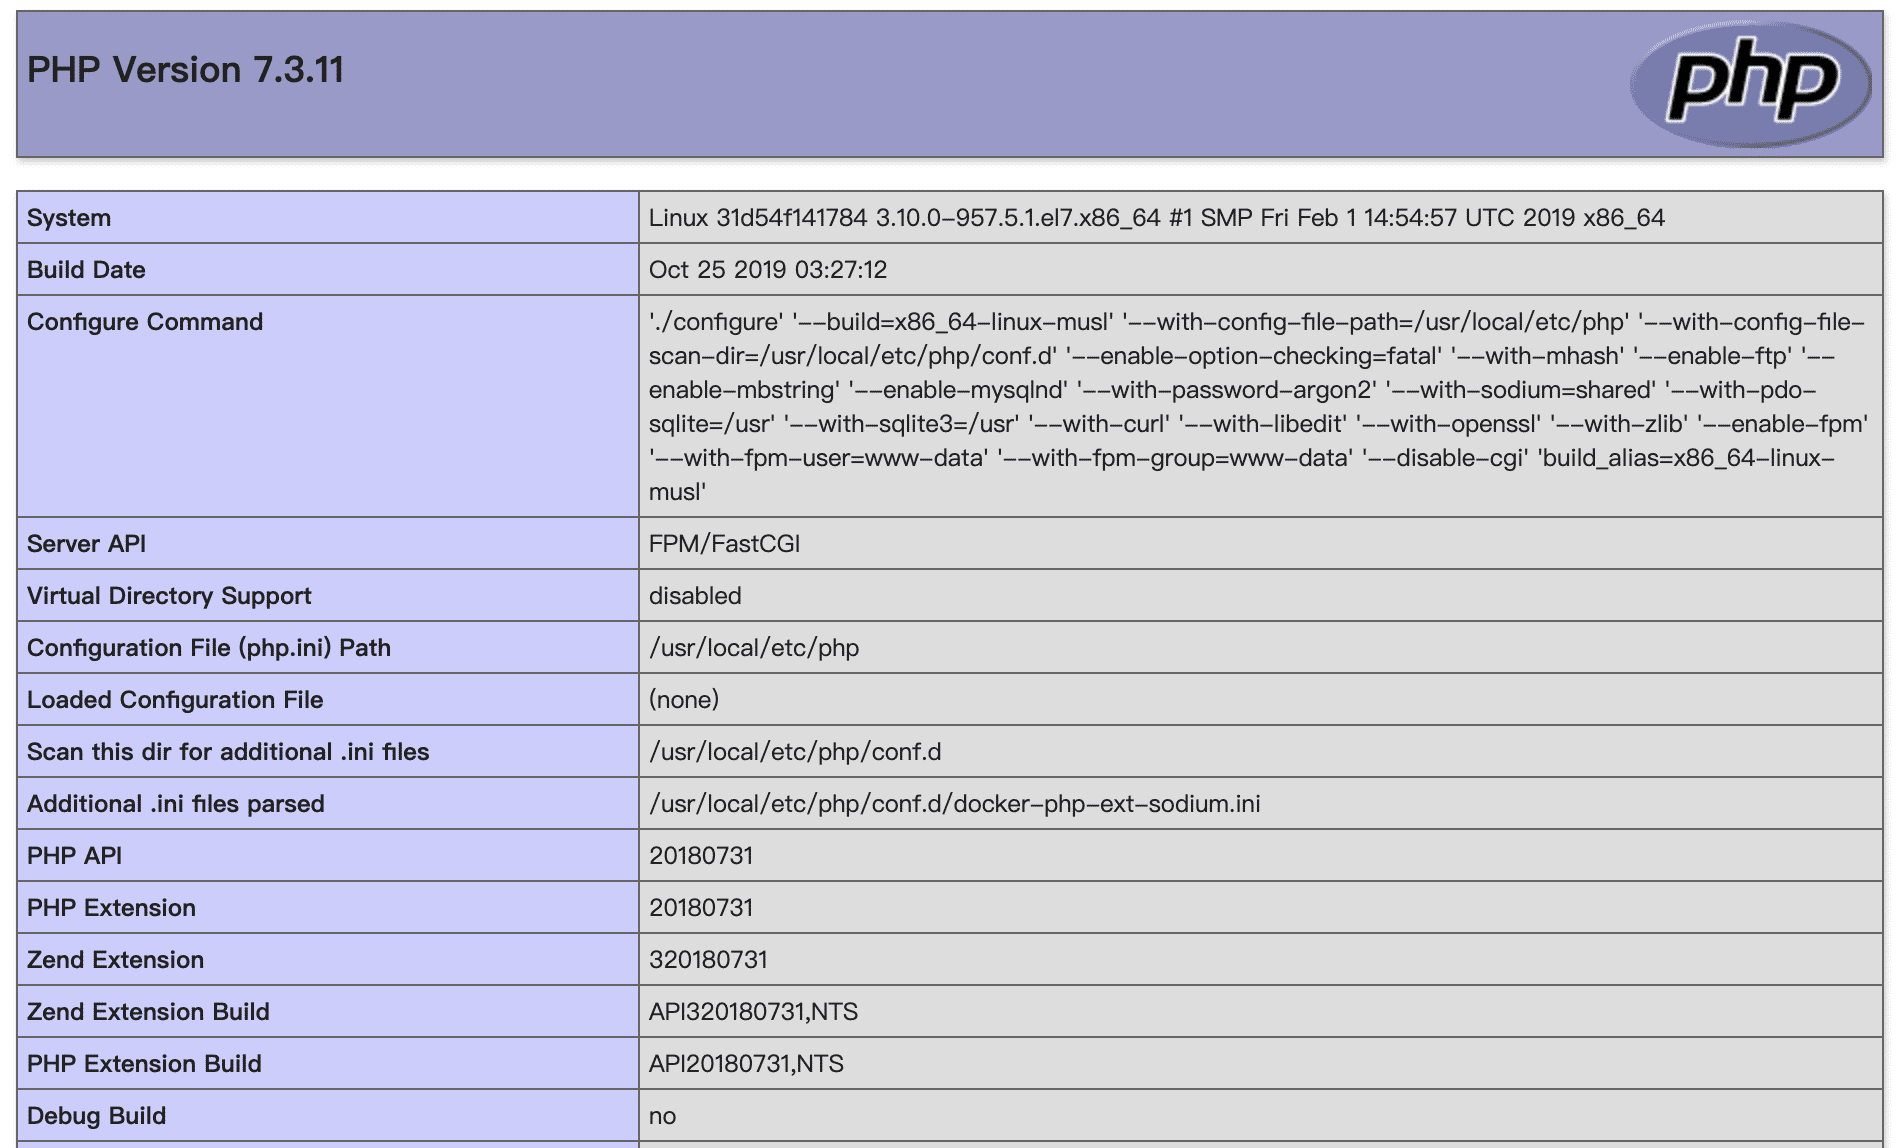 PHP Version 7.3.11
php
System Linux 31d54f141784 3.10.0-957.5.1.el7.x86_64 #1 SMP Fri Feb 1 14:54:57 UTC 2019 x86_64
Build Date Oct 25 2019 03:27:12
Configure Command './configure' '--build=x86_64-linux-musl' '--with-config-file-path=/usr/local/etc/php' '--with-config-file-
scan-dir=/usr/local/etc/php/conf.d' '--enable-option-checking=fatal' '--with-mhash' '--enable-ftp' '--
enable-mbstring' '--enable-mysqlnd' '--with-password-argon2' '--with-sodium=shared' '--with-pdo-
sqlite=/usr' '--with-sqlite3=/usr' '--with-curl' '--with-libedit' '--with-openssl' '--with-zlib' '--enable-fpm'
'--with-fpm-user=www-data' '--with-fpm-group=www-data' '--disable-cgi' 'build_alias=x86_64-linux-
musl'
Server API FPM/FastCGI
Virtual Directory Support disabled
Configuration File (php.ini) Path /usr/local/etc/php
Loaded Configuration File (none)
Scan this dir for additional .ini files /usr/local/etc/php/conf.d
Additional .ini files parsed /usr/local/etc/php/conf.d/docker-php-ext-sodium.ini
PHP API 20180731
PHP Extension 20180731
Zend Extension 320180731
Zend Extension Build API320180731,NTS
PHP Extension Build API20180731,NTS
Debug Build no